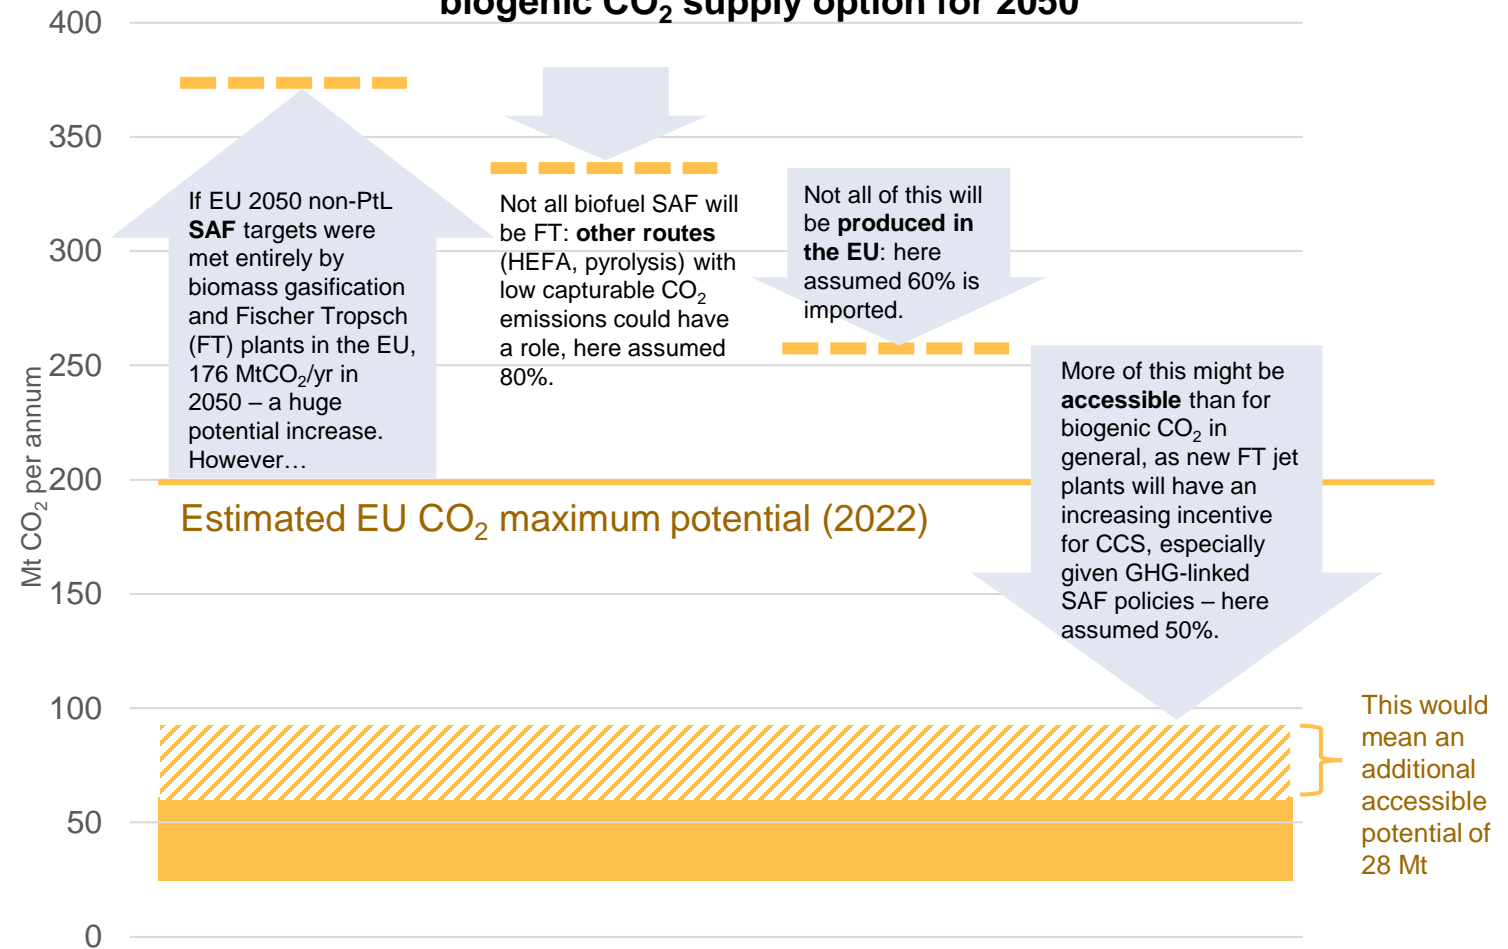 biogenic CO₂ supply option for 2050
400
350
300
250
200
150
100
50
0
Mt CO₂ per annum
If EU 2050 non-PtL
SAF targets were
met entirely by
biomass gasification
and Fischer Tropsch
(FT) plants in the EU,
176 MtCO₂/yr in
2050 – a huge
potential increase.
However…
Not all biofuel SAF will
be FT: other routes
(HEFA, pyrolysis) with
low capturable CO₂
emissions could have
a role, here assumed
80%.
Not all of this will
be produced in
the EU: here
assumed 60% is
imported.
More of this might be
accessible than for
biogenic CO₂ in
general, as new FT jet
plants will have an
increasing incentive
for CCS, especially
given GHG-linked
SAF policies – here
assumed 50%.
Estimated EU CO₂ maximum potential (2022)
This would
mean an
additional
accessible
potential of
28 Mt